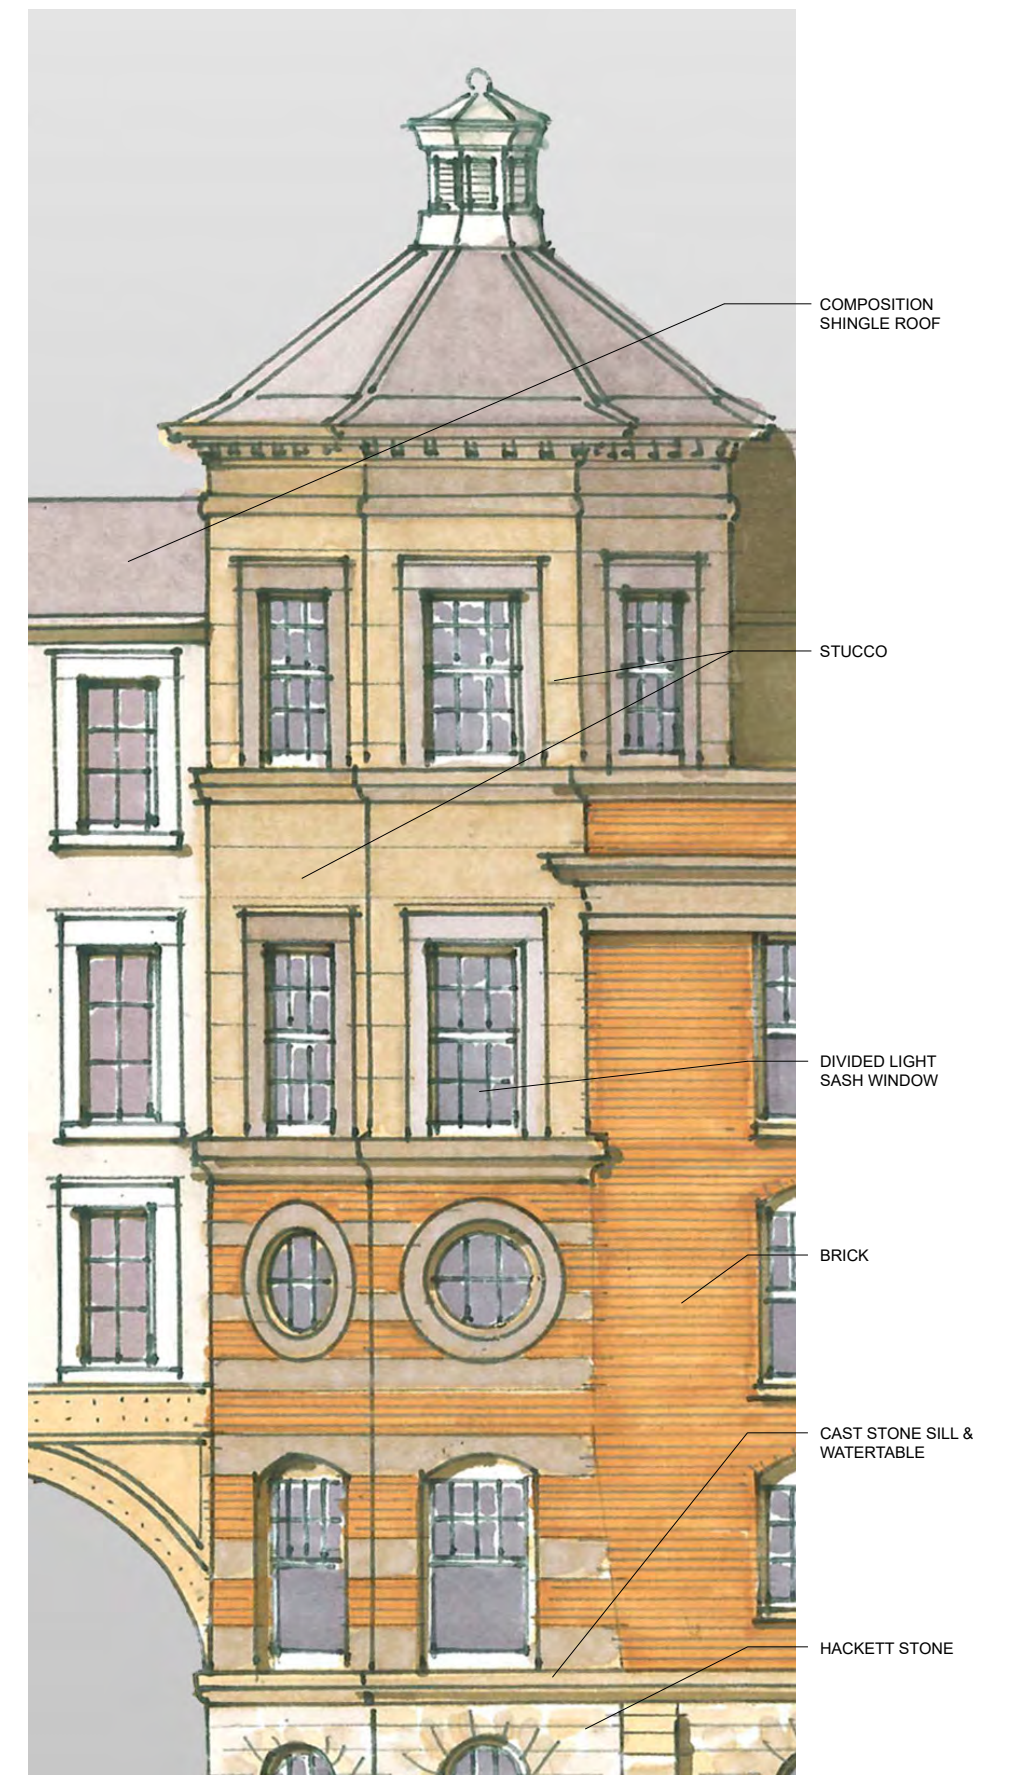 COMPOSITION
SHINGLE ROOF
STUCCO
DIVIDED LIGHT
SASH WINDOW
BRICK
CAST STONE SILL &
WATERTABLE
HACKETT STONE